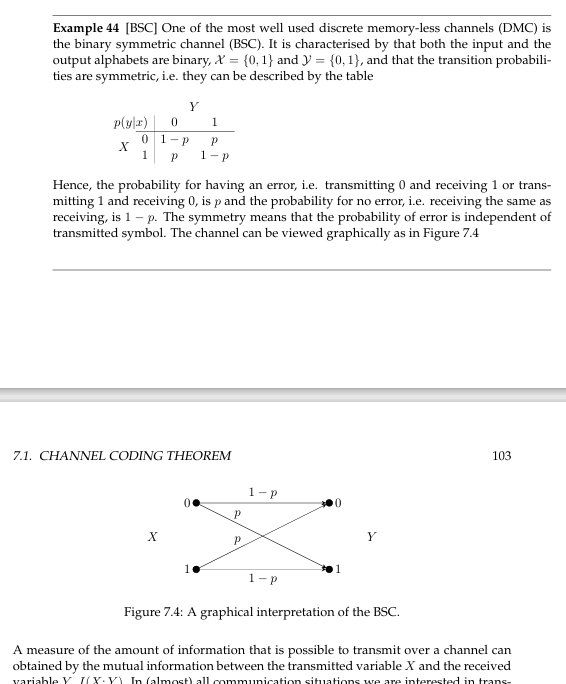 Example 44 [BSC] One of the most well used discrete memory-less channels (DMC) is
the binary symmetric channel (BSC). It is characterised by that both the input and the
output alphabets are binary, 𝒳 = {0, 1} and 𝒴 = {0, 1}, and that the transition probabili-
ties are symmetric, i.e. they can be described by the table
Y
p(y|x) 0 1
X
0 1 − p p
1 p 1 − p
Hence, the probability for having an error, i.e. transmitting 0 and receiving 1 or trans-
mitting 1 and receiving 0, is p and the probability for no error, i.e. receiving the same as
receiving, is 1 − p. The symmetry means that the probability of error is independent of
transmitted symbol. The channel can be viewed graphically as in Figure 7.4
7.1. CHANNEL CODING THEOREM 103
1 − p
0 0
p
X p Y
1 1
1 − p
Figure 7.4: A graphical interpretation of the BSC.
A measure of the amount of information that is possible to transmit over a channel can
obtained by the mutual information between the transmitted variable X and the received
variable Y, I(X; Y). In (almost) all communication situations we are interested in trans-